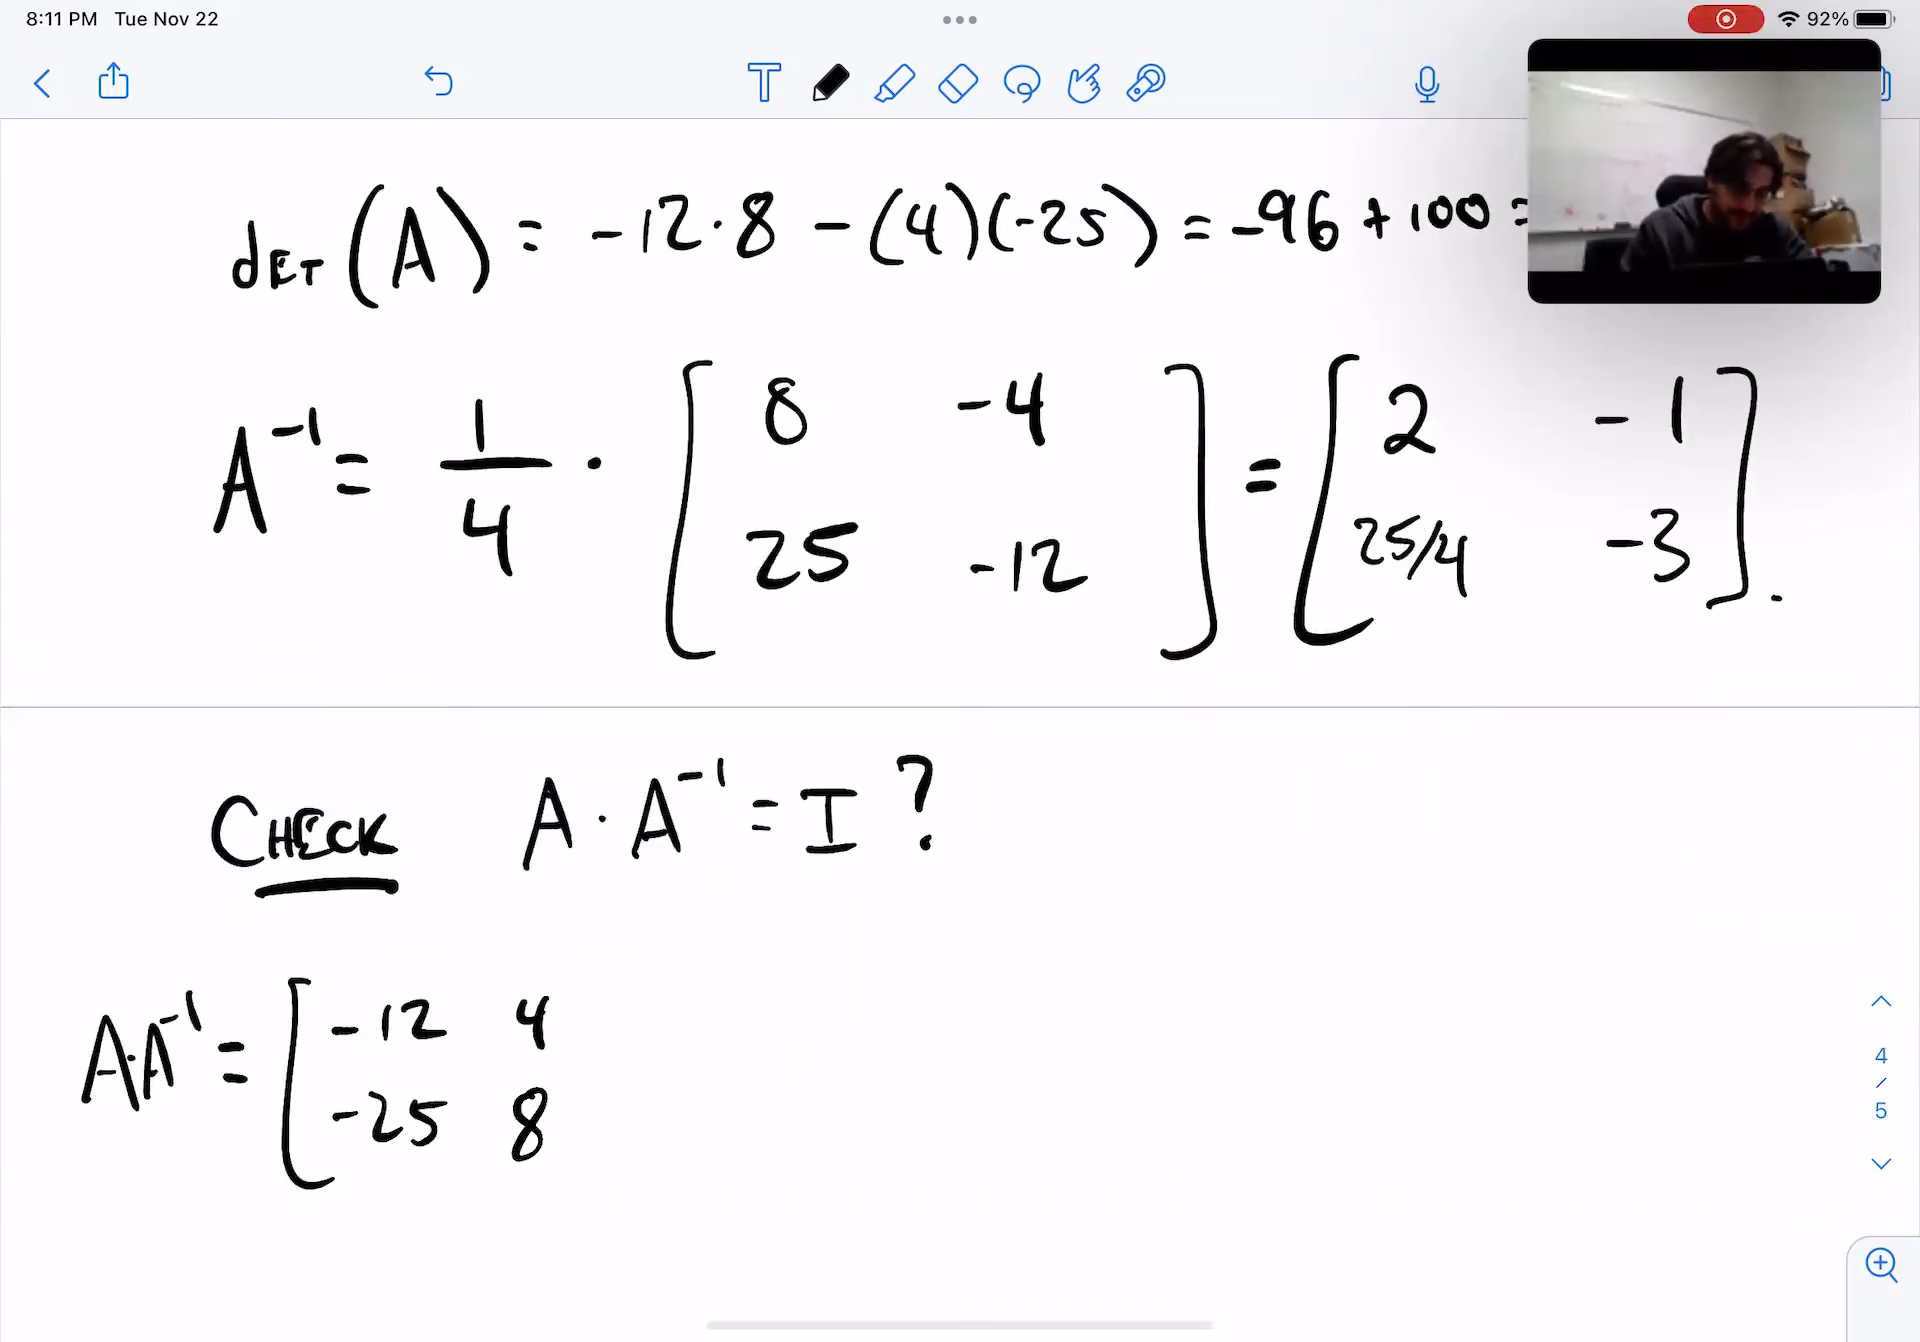 8:11 PM Tue Nov 22 92%
T
dET (A) = -12·8 - (4)(-25) = -96 + 100 =
A⁻¹ = 1/4 · [ 8 -4 ; 25 -12 ] = [ 2 -1 ; 25/4 -3 ].
CHECK A · A⁻¹ = I ?
A·A⁻¹ = [ -12 4 ; -25 8
4 / 5